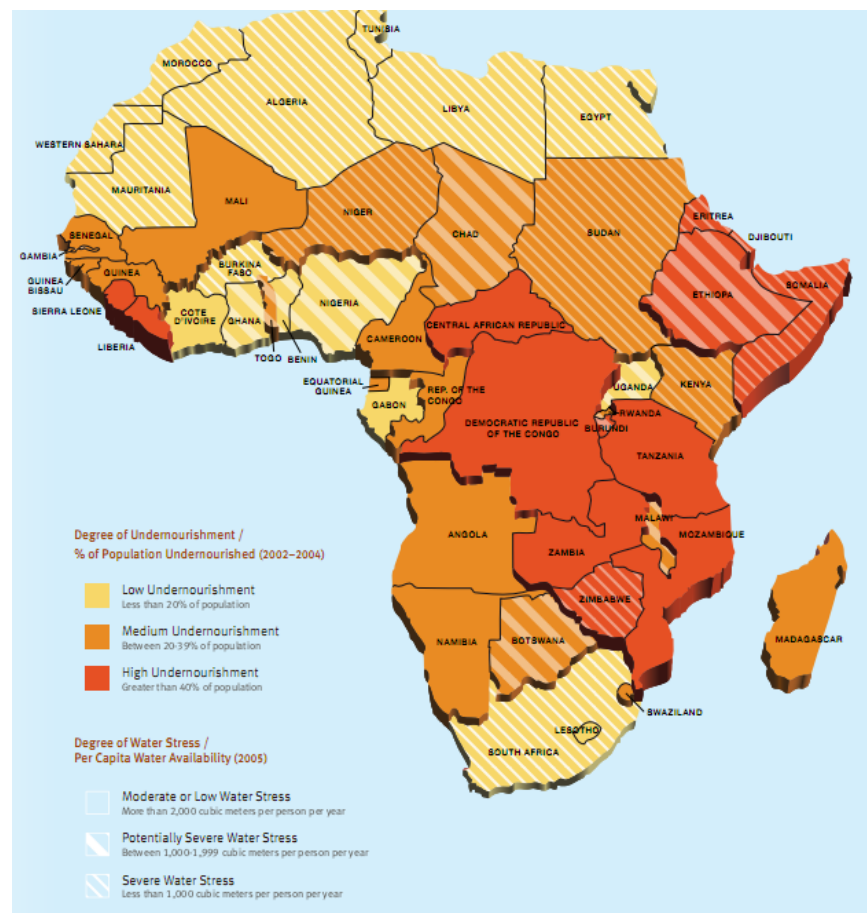 TUNISIA
MOROCCO
ALGERIA
LIBYA
EGYPT
WESTERN SAHARA
MAURITANIA
MALI
NIGER
CHAD
SUDAN
ERITREA
DJIBOUTI
SENEGAL
GAMBIA
GUINEA
BISSAU
GUINEA
BURKINA
FASO
SIERRA LEONE
LIBERIA
COTE
D'IVOIRE
GHANA
TOGO
BENIN
NIGERIA
ETHIOPA
SOMALIA
CAMEROON
CENTRAL AFRICAN REPUBLIC
EQUATORIAL
GUINEA
GABON
REP. OF THE
CONGO
DEMOCRATIC REPUBLIC
OF THE CONGO
UGANDA
KENYA
RWANDA
BURUNDI
TANZANIA
ANGOLA
ZAMBIA
MALAWI
MOZAMBIQUE
ZIMBABWE
NAMIBIA
BOTSWANA
MADAGASCAR
SWAZILAND
LESOTHO
SOUTH AFRICA
Degree of Undernourishment /
% of Population Undernourished (2002–2004)
Low Undernourishment
Less than 20% of population
Medium Undernourishment
Between 20-39% of population
High Undernourishment
Greater than 40% of population
Degree of Water Stress /
Per Capita Water Availability (2005)
Moderate or Low Water Stress
More than 2,000 cubic meters per person per year
Potentially Severe Water Stress
Between 1,000-1,999 cubic meters per person per year
Severe Water Stress
Less than 1,000 cubic meters per person per year